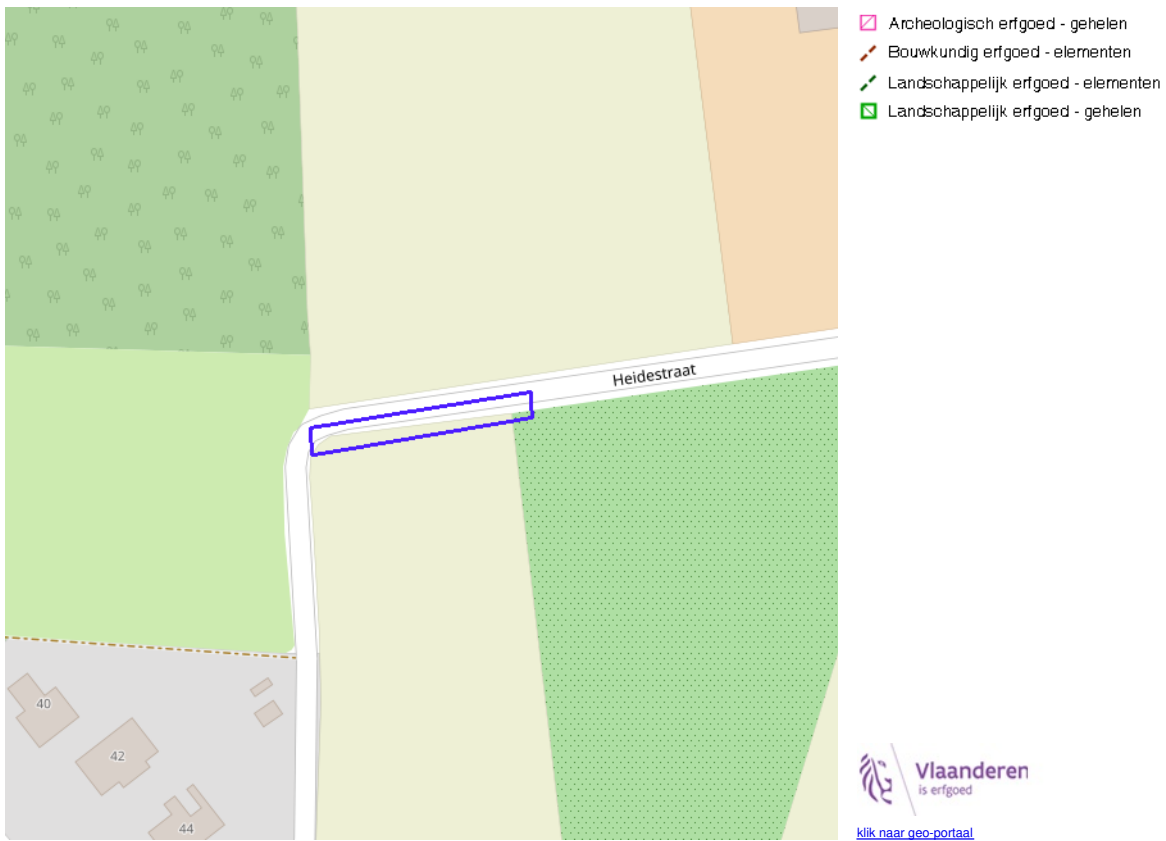 Archeologisch erfgoed - gehelen
Bouwkundig erfgoed - elementen
Landschappelijk erfgoed - elementen
Landschappelijk erfgoed - gehelen
Heidestraat
40
42
44
Vlaanderen
is erfgoed
klik naar geo-portaal